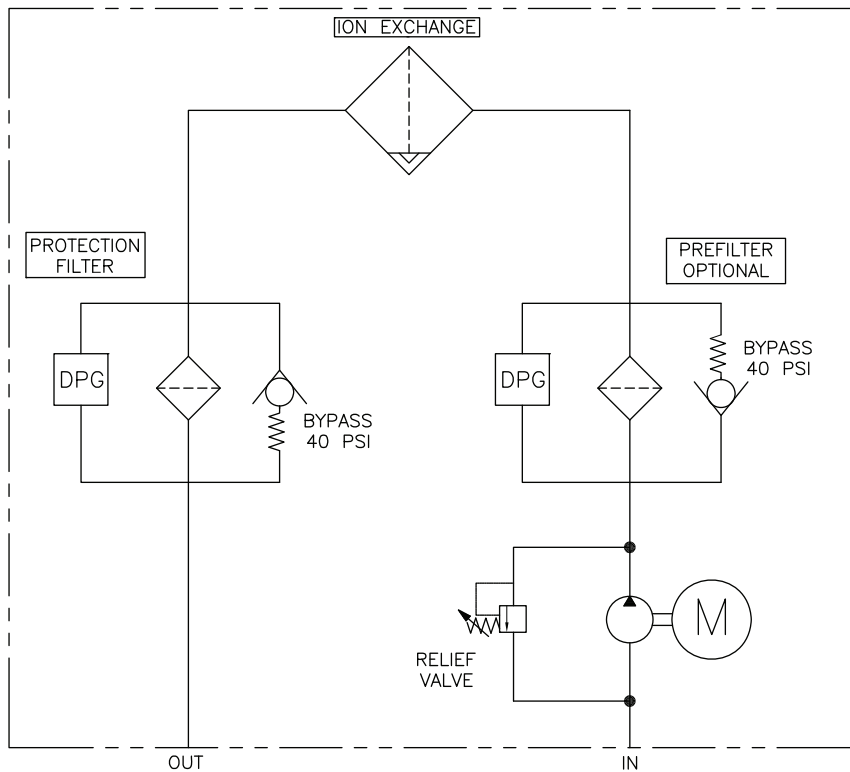 ION EXCHANGE
PROTECTION
FILTER
PREFILTER
OPTIONAL
DPG
BYPASS
40 PSI
DPG
BYPASS
40 PSI
RELIEF
VALVE
M
OUT
IN